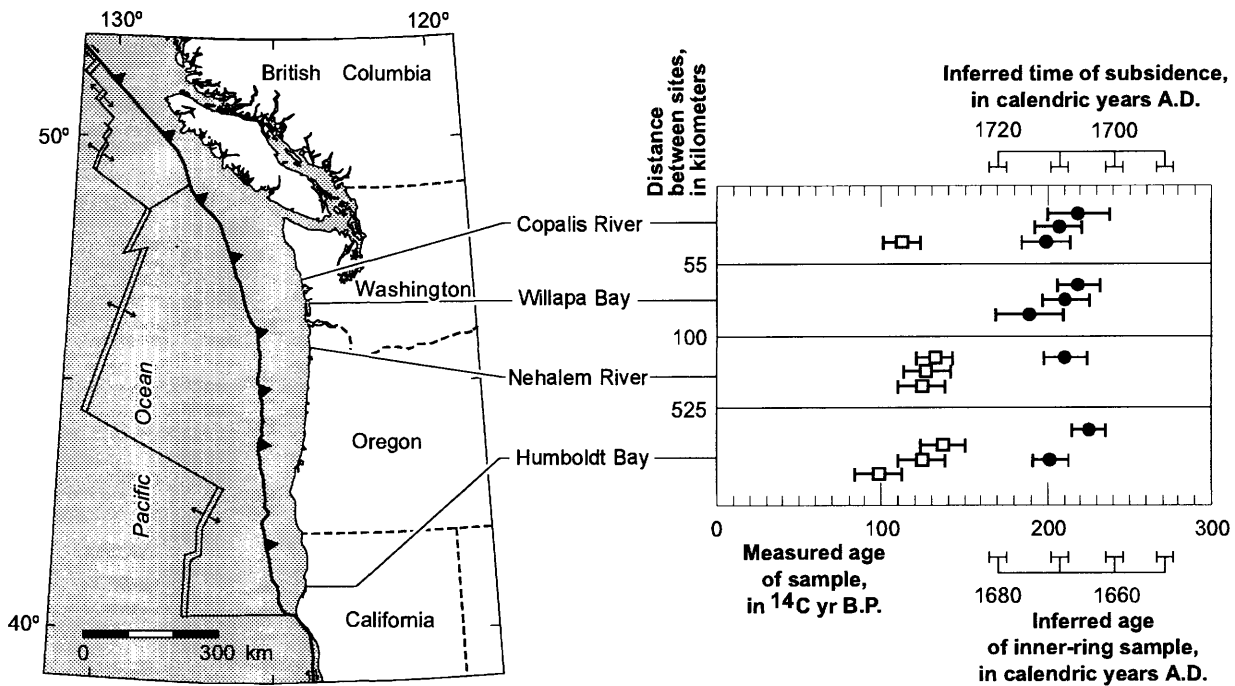 130°
120°
50°
40°
British Columbia
Washington
Oregon
California
Pacific Ocean
0 300 km
Copalis River
Willapa Bay
Nehalem River
Humboldt Bay
Distance
between sites,
in kilometers
55
100
525
Inferred time of subsidence,
in calendric years A.D.
1720 1700
0 100 200 300
Measured age
of sample,
in 14C yr B.P.
1680 1660
Inferred age
of inner-ring sample,
in calendric years A.D.